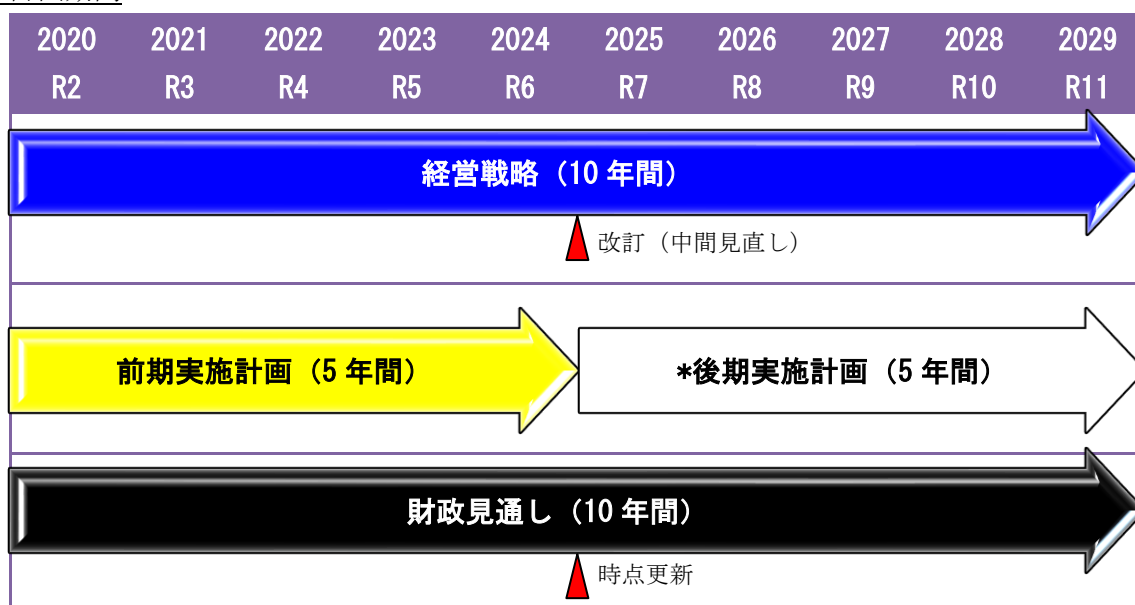 2020 2021 2022 2023 2024 2025 2026 2027 2028 2029
R2 R3 R4 R5 R6 R7 R8 R9 R10 R11
経営戦略（10 年間）
改訂（中間見直し）
前期実施計画（5 年間）
*後期実施計画（5 年間）
財政見通し（10 年間）
時点更新